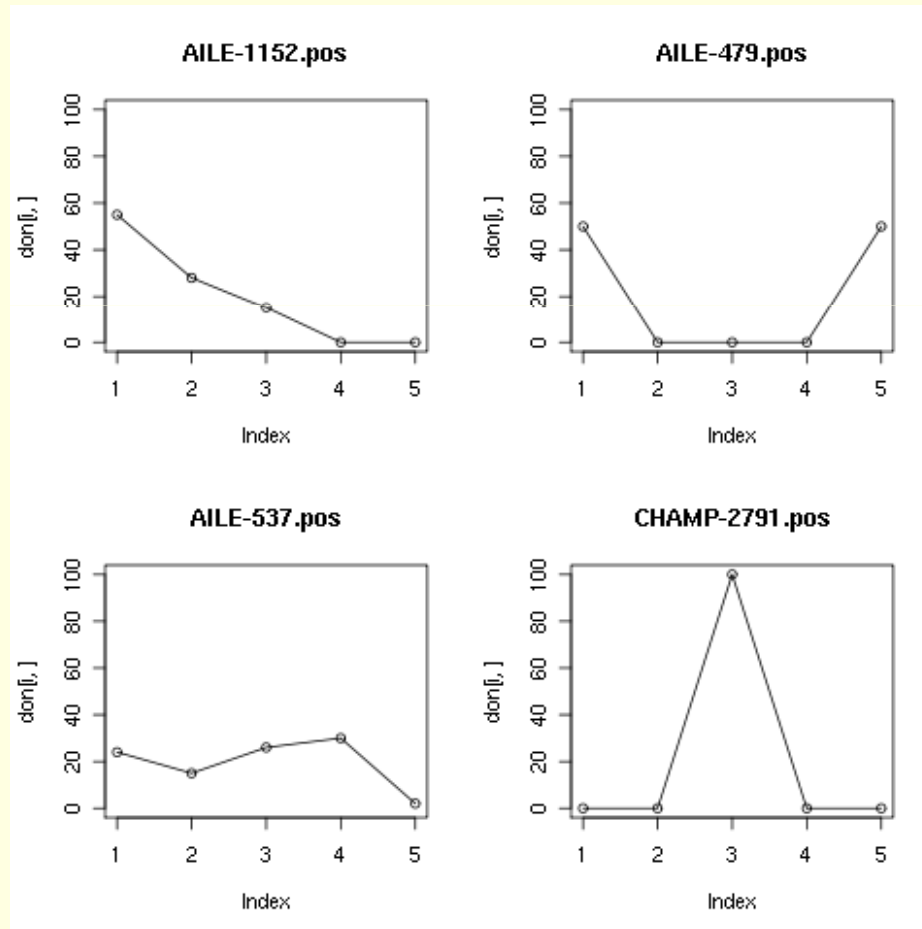 AILE-1152.pos
don[i, ]
100
80
60
40
20
0
1 2 3 4 5
Index
AILE-479.pos
don[i, ]
100
80
60
40
20
0
1 2 3 4 5
Index
AILE-537.pos
don[i, ]
100
80
60
40
20
0
1 2 3 4 5
Index
CHAMP-2791.pos
don[i, ]
100
80
60
40
20
0
1 2 3 4 5
Index